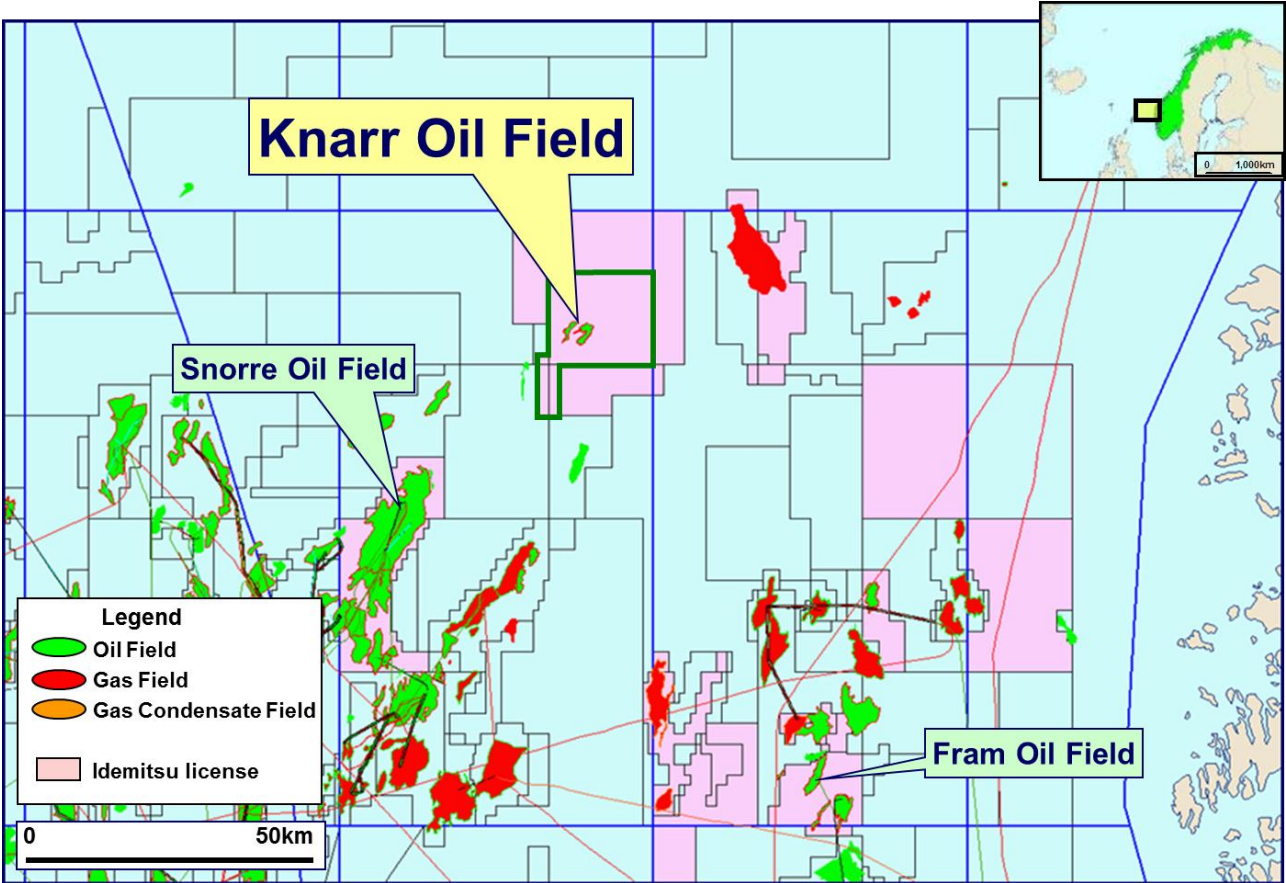 0 1,000km
Knarr Oil Field
Snorre Oil Field
Fram Oil Field
Legend
Oil Field
Gas Field
Gas Condensate Field
Idemitsu license
0 50km